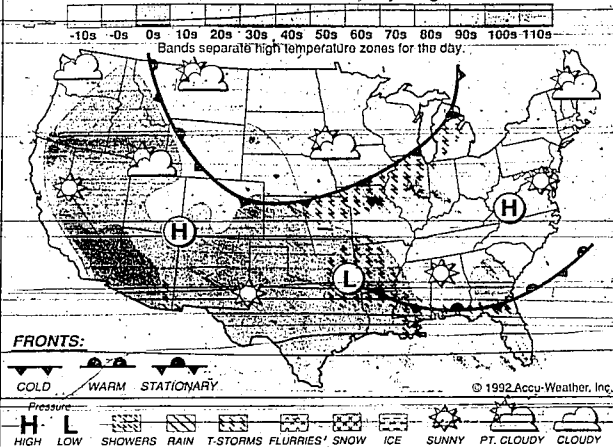 -10s -0s 0s 10s 20s 30s 40s 50s 60s 70s 80s 90s 100s 110s
Bands separate high temperature zones for the day.
H
H
L
FRONTS:
COLD WARM STATIONARY
© 1992 Accu-Weather, Inc.
Pressure
H L
HIGH LOW SHOWERS RAIN T-STORMS FLURRIES SNOW ICE SUNNY PT. CLOUDY CLOUDY